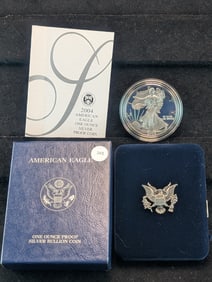 2004
AMERICAN
EAGLE
ONE OUNCE
SILVER
PROOF COIN
AMERICAN EAGLE
ONE OUNCE PROOF
SILVER BULLION COIN